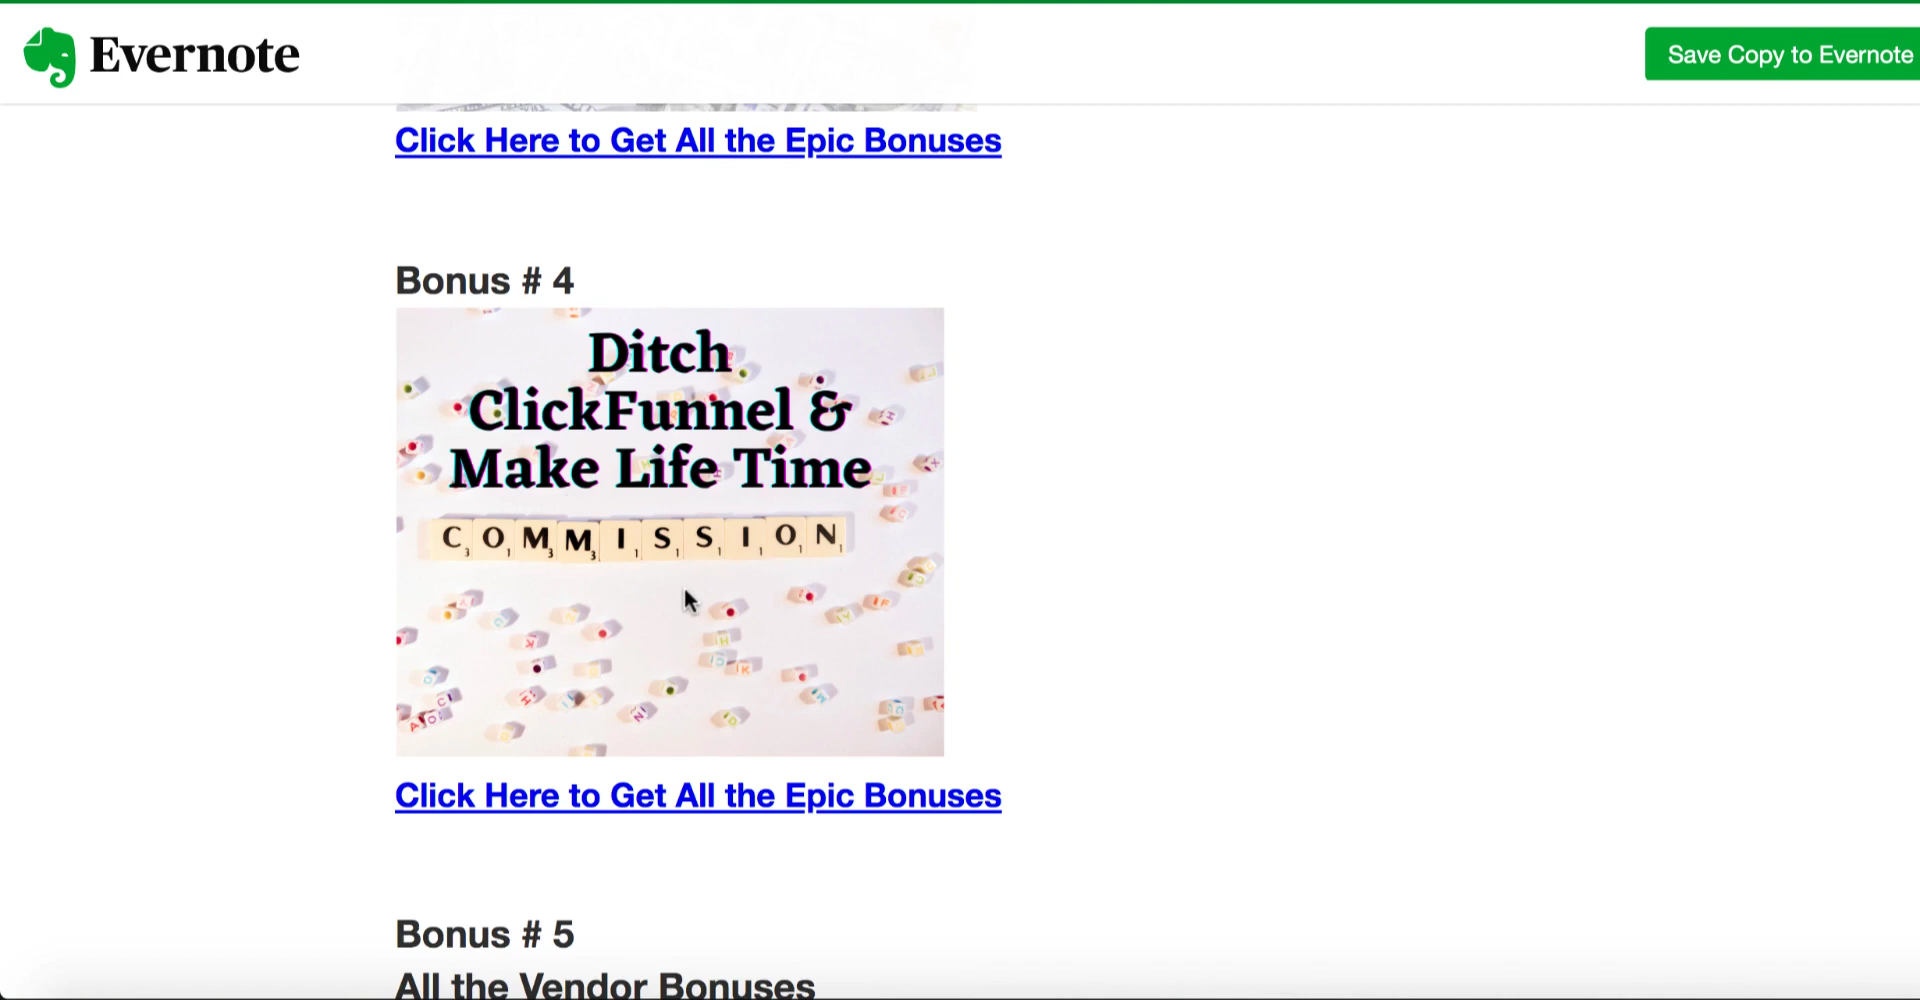 Evernote
Save Copy to Evernote
Click Here to Get All the Epic Bonuses
Bonus # 4
Ditch
ClickFunnel &
Make Life Time
COMMISSION
Click Here to Get All the Epic Bonuses
Bonus # 5
All the Vendor Bonuses